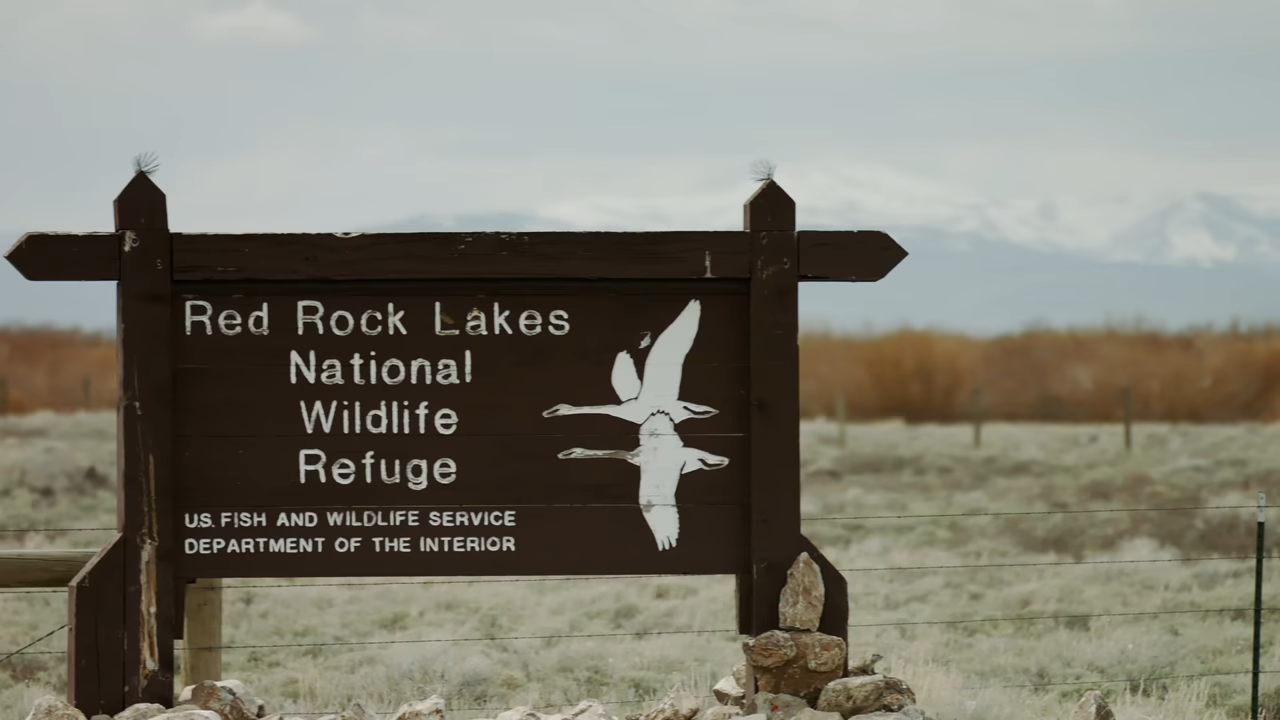 Red Rock Lakes
National
Wildlife
Refuge
U.S. FISH AND WILDLIFE SERVICE
DEPARTMENT OF THE INTERIOR